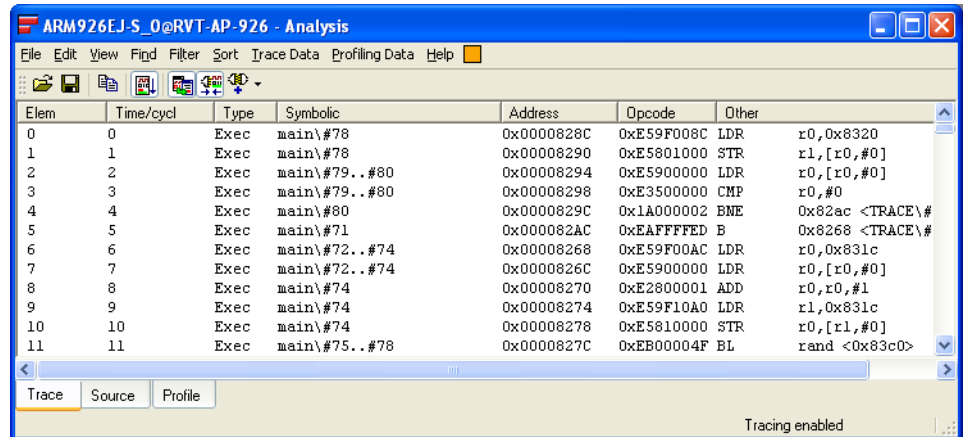 ARM926EJ-S_0@RVT-AP-926 - Analysis
File Edit View Find Filter Sort Trace Data Profiling Data Help
Elem Time/cycl Type Symbolic Address Opcode Other
0 0 Exec main\#78 0x0000828C 0xE59F008C LDR r0,0x8320
1 1 Exec main\#78 0x00008290 0xE5801000 STR r1,[r0,#0]
2 2 Exec main\#79..#80 0x00008294 0xE5900000 LDR r0,[r0,#0]
3 3 Exec main\#79..#80 0x00008298 0xE3500000 CMP r0,#0
4 4 Exec main\#80 0x0000829C 0x1A000002 BNE 0x82ac <TRACE\#
5 5 Exec main\#71 0x000082AC 0xEAFFFFED B 0x8268 <TRACE\#
6 6 Exec main\#72..#74 0x00008268 0xE59F00AC LDR r0,0x831c
7 7 Exec main\#72..#74 0x0000826C 0xE5900000 LDR r0,[r0,#0]
8 8 Exec main\#74 0x00008270 0xE2800001 ADD r0,r0,#1
9 9 Exec main\#74 0x00008274 0xE59F10A0 LDR r1,0x831c
10 10 Exec main\#74 0x00008278 0xE5810000 STR r0,[r1,#0]
11 11 Exec main\#75..#78 0x0000827C 0xEB00004F BL rand <0x83c0>
Trace Source Profile
Tracing enabled